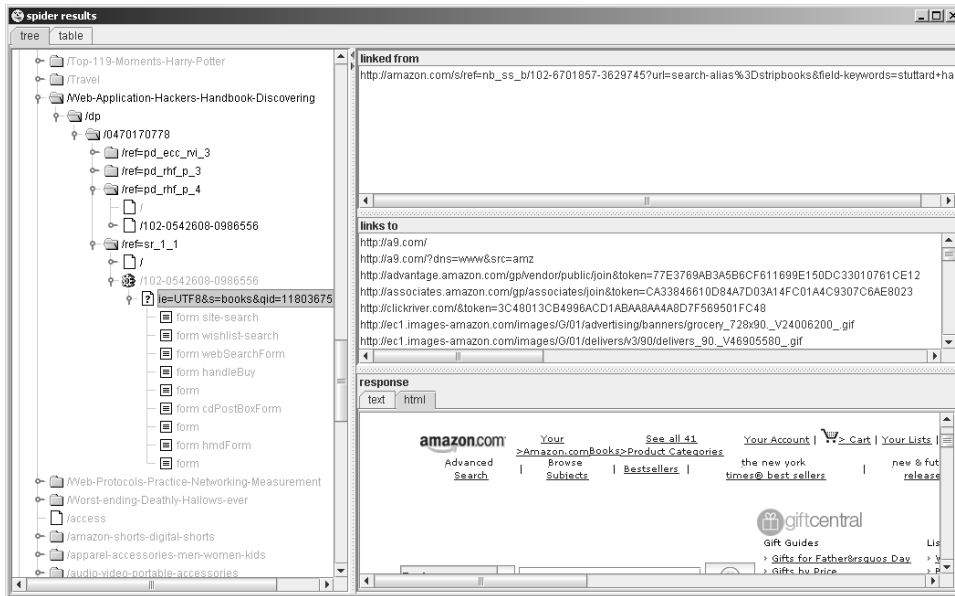 spider results
tree table
/Top-119-Moments-Harry-Potter
/Travel
/Web-Application-Hackers-Handbook-Discovering
/dp
/0470170778
/ref=pd_ecc_rvi_3
/ref=pd_rhf_p_3
/ref=pd_rhf_p_4
/
/102-0542608-0986556
/ref=sr_1_1
/
/102-0542608-0986556
ie=UTF8&s=books&qid=11803675
form site-search
form wishlist-search
form webSearchForm
form handleBuy
form
form cdPostBoxForm
form
form hmdForm
form
/Web-Protocols-Practice-Networking-Measurement
/Worst-ending-Deathly-Hallows-ever
/access
/amazon-shorts-digital-shorts
/apparel-accessories-men-women-kids
/audio-video-portable-accessories
linked from
http://amazon.com/s/ref=nb_ss_b/102-6701857-3629745?url=search-alias%3Dstripbooks&field-keywords=stuttard+ha
links to
http://a9.com/
http://a9.com/?dns=www&src=amz
http://advantage.amazon.com/gp/vendor/public/join&token=77E3769AB3A5B6CF611699E150DC33010761CE12
http://associates.amazon.com/gp/associates/join&token=CA33846610D84A7D03A14FC01A4C9307C6AE8023
http://clickriver.com/&token=3C48013CB4996ACD1ABAA8AA4A8D7F569501FC48
http://ec1.images-amazon.com/images/G/01/advertising/banners/grocery_728x90._V24006200_.gif
http://ec1.images-amazon.com/images/G/01/delivers/v3/90/delivers_90._V46905580_.gif
response
text html
amazon.com Your See all 41 Your Account | > Cart | Your Lists |
>Amazon.comBooks>Product Categories
Advanced | Browse | Bestsellers | the new york new & fut
Search Subjects times® best sellers release
giftcentral
Gift Guides Lis
› Gifts for Father&rsquos Day
› Gifts by Price